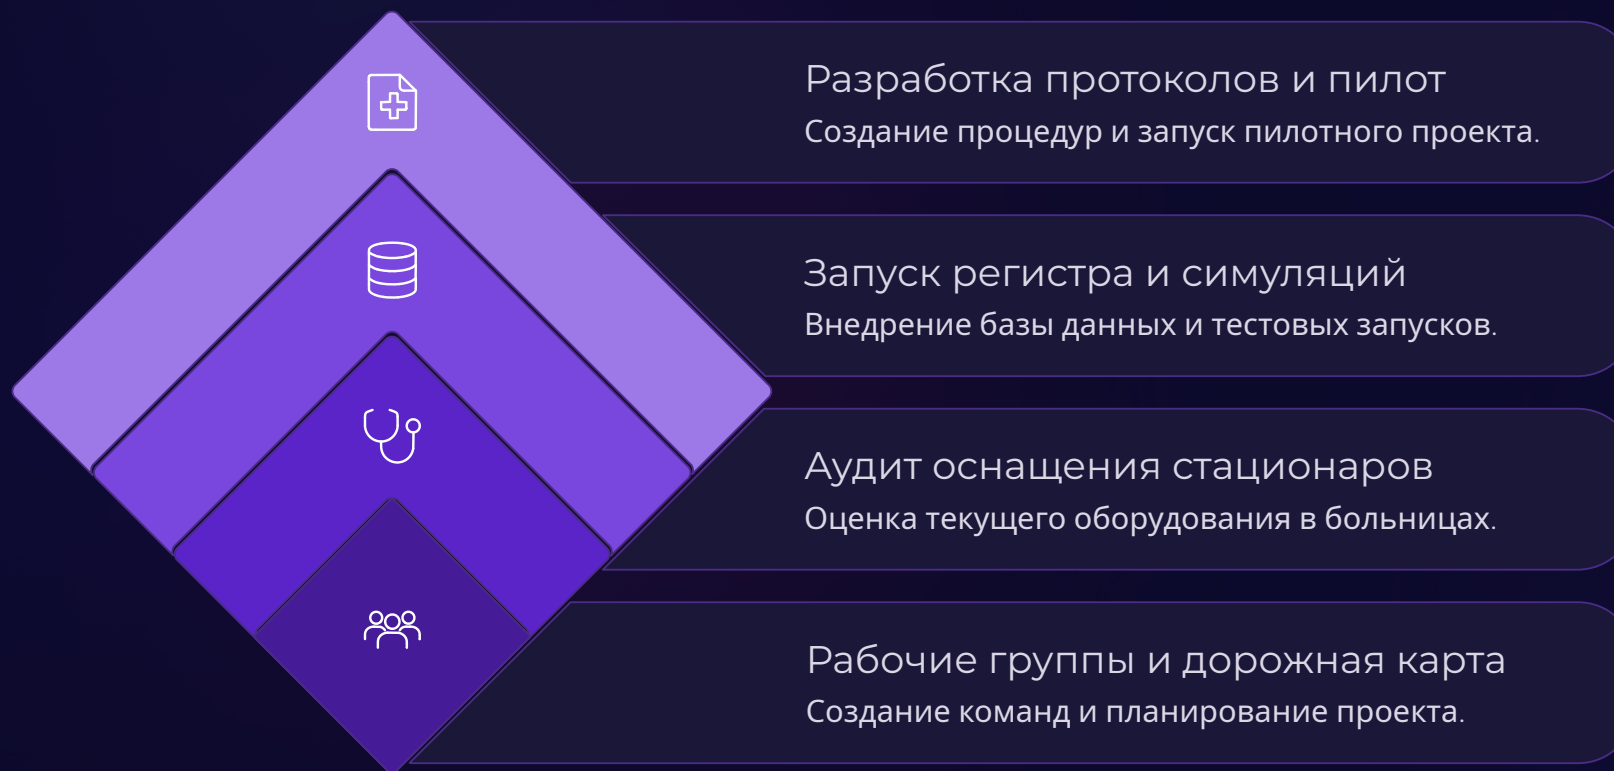 Разработка протоколов и пилот
Создание процедур и запуск пилотного проекта.
Запуск регистра и симуляций
Внедрение базы данных и тестовых запусков.
Аудит оснащения стационаров
Оценка текущего оборудования в больницах.
Рабочие группы и дорожная карта
Создание команд и планирование проекта.